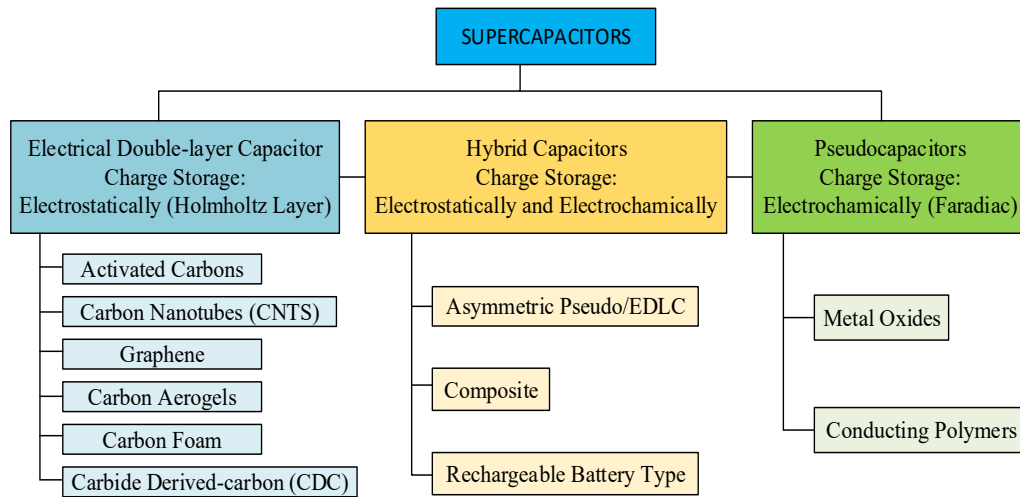 SUPERCAPACITORS
Electrical Double-layer Capacitor
Charge Storage:
Electrostatically (Holmholtz Layer)
Hybrid Capacitors
Charge Storage:
Electrostatically and Electrochamically
Pseudocapacitors
Charge Storage:
Electrochamically (Faradiac)
Activated Carbons
Carbon Nanotubes (CNTS)
Graphene
Carbon Aerogels
Carbon Foam
Carbide Derived-carbon (CDC)
Asymmetric Pseudo/EDLC
Composite
Rechargeable Battery Type
Metal Oxides
Conducting Polymers